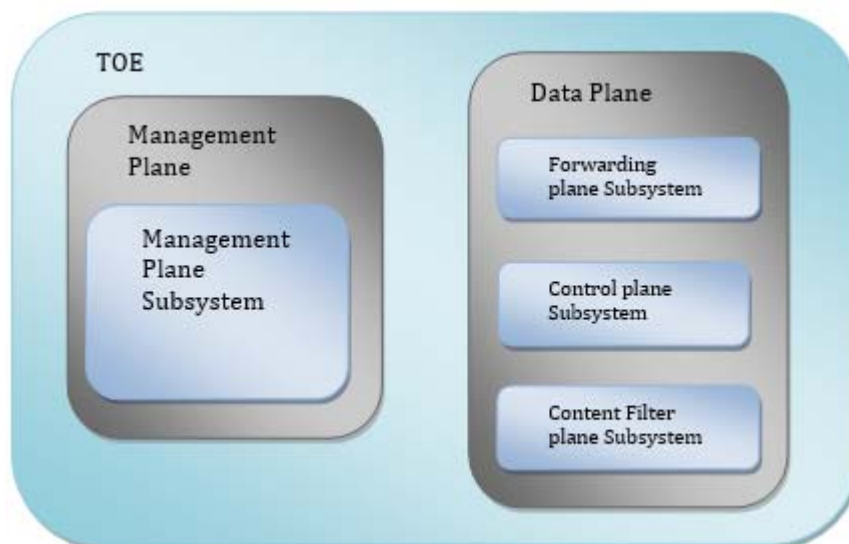 TOE
Management
Plane
Management
Plane
Subsystem
Data Plane
Forwarding
plane Subsystem
Control plane
Subsystem
Content Filter
plane Subsystem